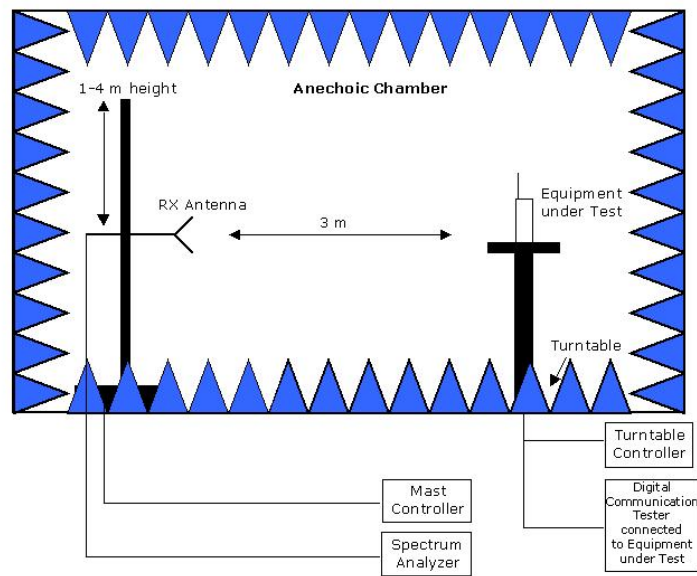 1-4 m height
Anechoic Chamber
RX Antenna
3 m
Equipment
under Test
Turntable
Turntable
Controller
Mast
Controller
Digital
Communication
Tester
connected
to Equipment
under Test
Spectrum
Analyzer